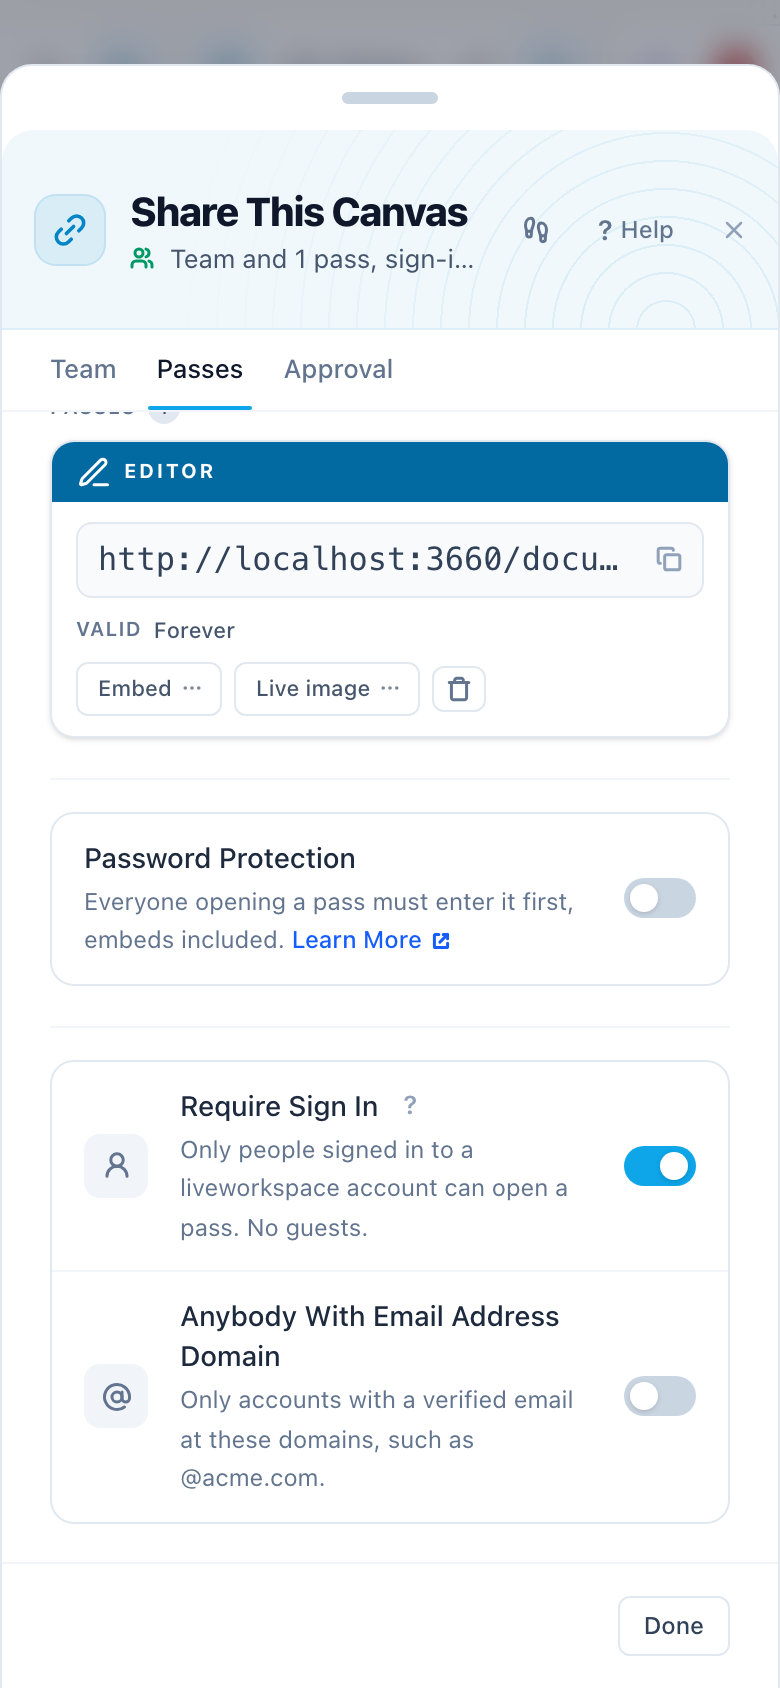 Share This Canvas
Team and 1 pass, sign-i...
? Help
Team Passes Approval
EDITOR
http://localhost:3660/docu…
VALID Forever
Embed ···
Live image ···
Password Protection
Everyone opening a pass must enter it first,
embeds included. Learn More
Require Sign In ?
Only people signed in to a
liveworkspace account can open a
pass. No guests.
Anybody With Email Address
Domain
Only accounts with a verified email
at these domains, such as
@acme.com.
Done